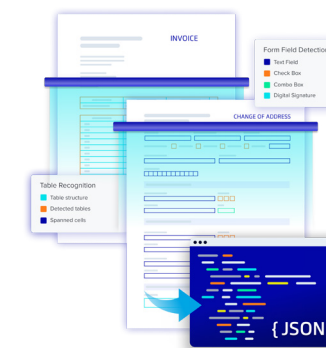 INVOICE
Form Field Detection
Text Field
Check Box
Combo Box
Digital Signature
CHANGE OF ADDRESS
Table Recognition
Table structure
Detected tables
Spanned cells
{ JSON